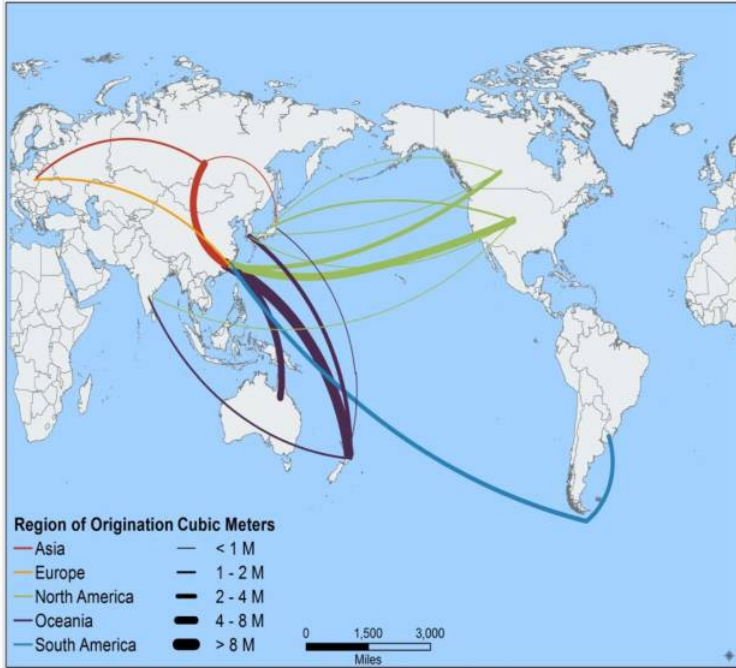 Region of Origination Cubic Meters
Asia < 1 M
Europe 1 - 2 M
North America 2 - 4 M
Oceania 4 - 8 M
South America > 8 M
0 1,500 3,000
Miles